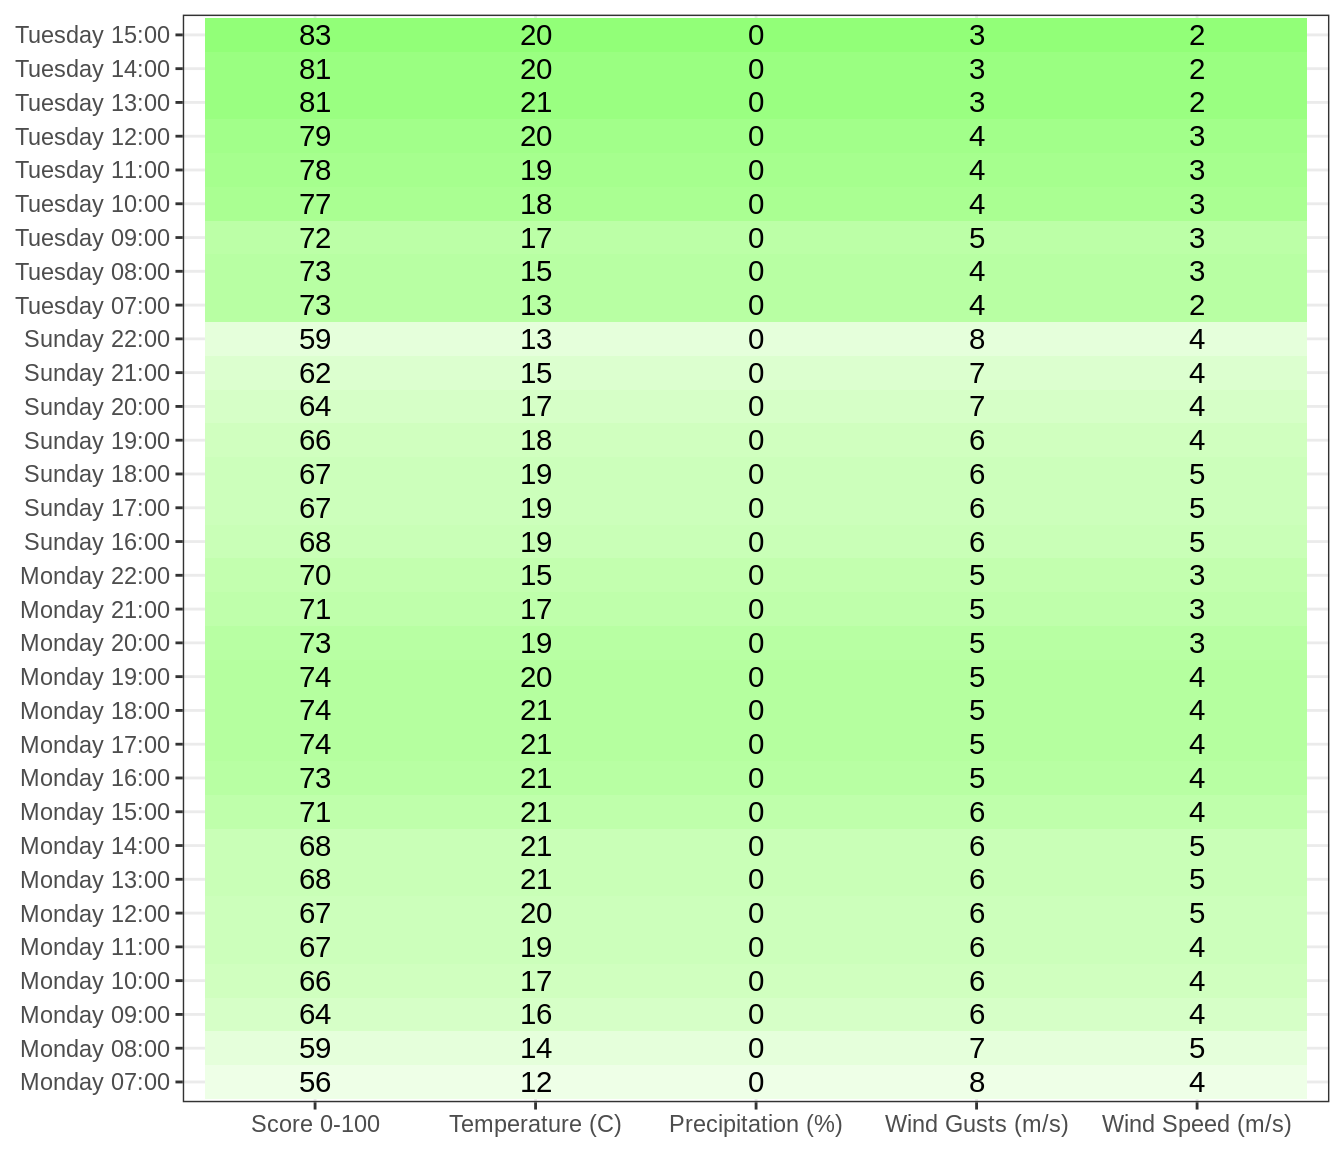 Tuesday 15:00 83 20 0 3 2
Tuesday 14:00 81 20 0 3 2
Tuesday 13:00 81 21 0 3 2
Tuesday 12:00 79 20 0 4 3
Tuesday 11:00 78 19 0 4 3
Tuesday 10:00 77 18 0 4 3
Tuesday 09:00 72 17 0 5 3
Tuesday 08:00 73 15 0 4 3
Tuesday 07:00 73 13 0 4 2
Sunday 22:00 59 13 0 8 4
Sunday 21:00 62 15 0 7 4
Sunday 20:00 64 17 0 7 4
Sunday 19:00 66 18 0 6 4
Sunday 18:00 67 19 0 6 5
Sunday 17:00 67 19 0 6 5
Sunday 16:00 68 19 0 6 5
Monday 22:00 70 15 0 5 3
Monday 21:00 71 17 0 5 3
Monday 20:00 73 19 0 5 3
Monday 19:00 74 20 0 5 4
Monday 18:00 74 21 0 5 4
Monday 17:00 74 21 0 5 4
Monday 16:00 73 21 0 5 4
Monday 15:00 71 21 0 6 4
Monday 14:00 68 21 0 6 5
Monday 13:00 68 21 0 6 5
Monday 12:00 67 20 0 6 5
Monday 11:00 67 19 0 6 4
Monday 10:00 66 17 0 6 4
Monday 09:00 64 16 0 6 4
Monday 08:00 59 14 0 7 5
Monday 07:00 56 12 0 8 4
Score 0-100 Temperature (C) Precipitation (%) Wind Gusts (m/s) Wind Speed (m/s)